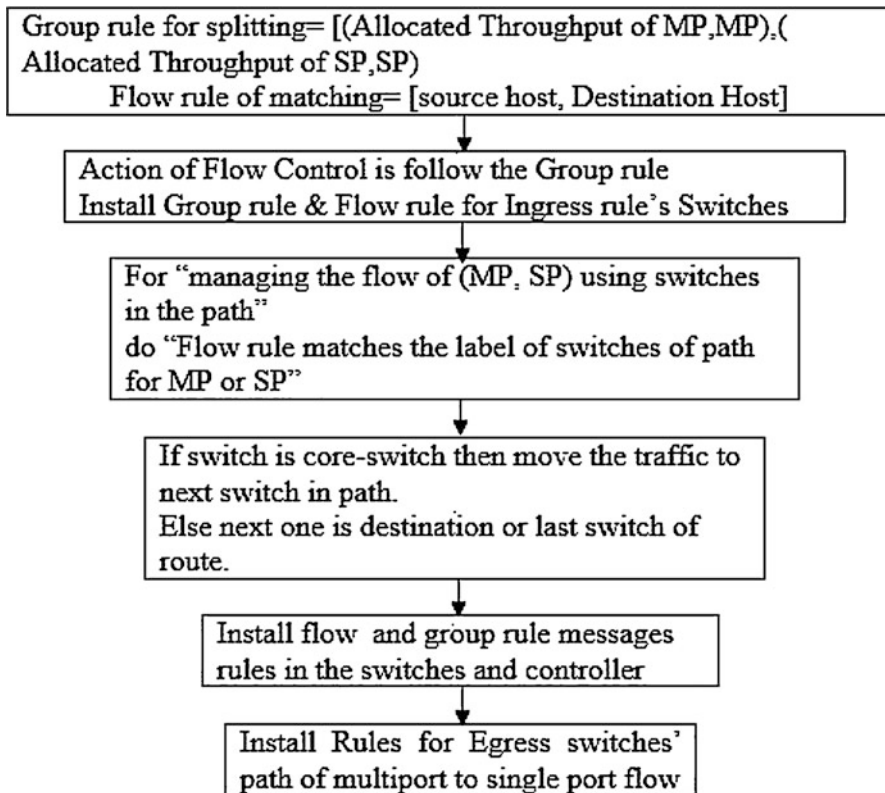 Group rule for splitting= [(Allocated Throughput of MP,MP),(
Allocated Throughput of SP,SP)
Flow rule of matching= [source host, Destination Host]
Action of Flow Control is follow the Group rule
Install Group rule & Flow rule for Ingress rule's Switches
For “managing the flow of (MP, SP) using switches
in the path”
do “Flow rule matches the label of switches of path
for MP or SP”
If switch is core-switch then move the traffic to
next switch in path.
Else next one is destination or last switch of
route.
Install flow and group rule messages
rules in the switches and controller
Install Rules for Egress switches’
path of multiport to single port flow